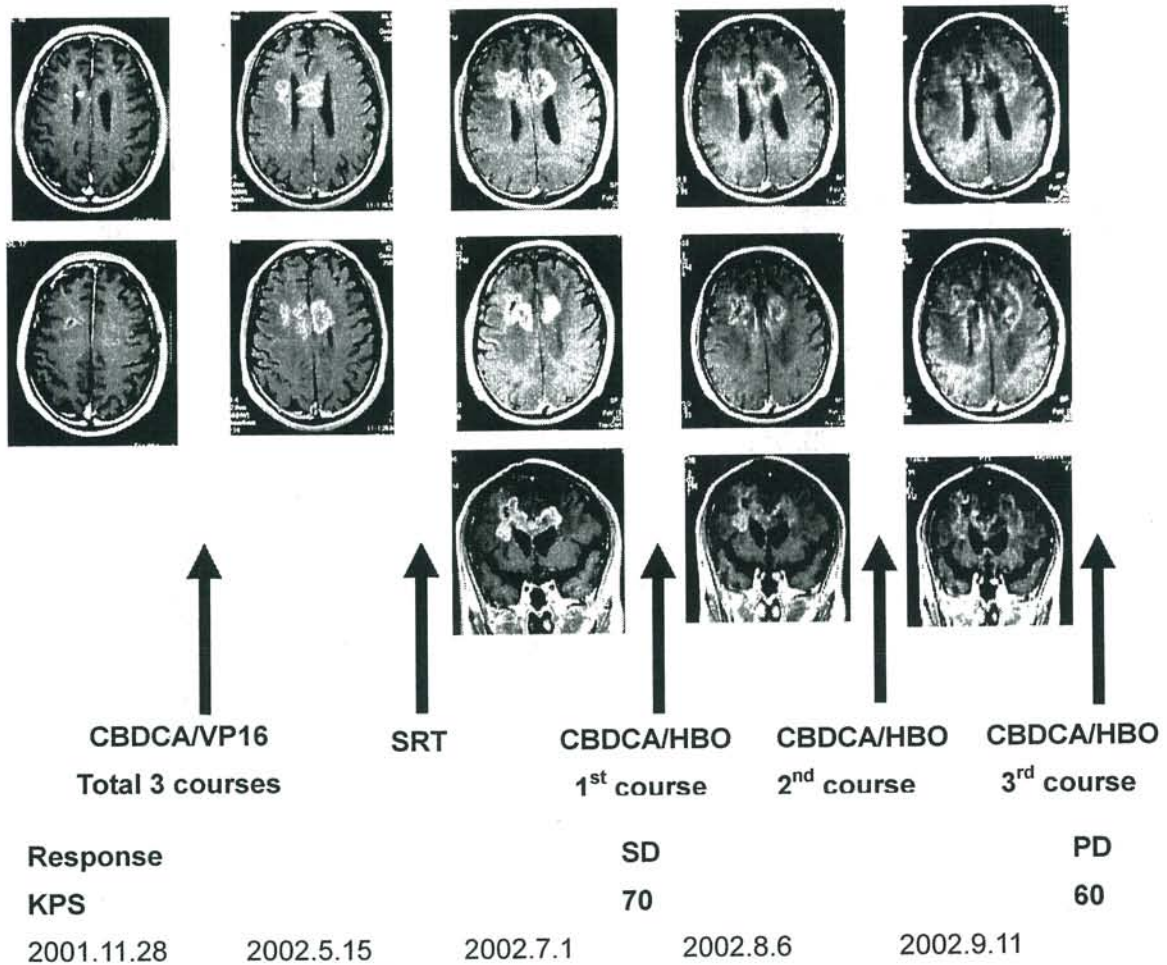 CBDCA/VP16 SRT CBDCA/HBO CBDCA/HBO CBDCA/HBO
Total 3 courses 1st course 2nd course 3rd course
Response SD PD
KPS 70 60
2001.11.28 2002.5.15 2002.7.1 2002.8.6 2002.9.11